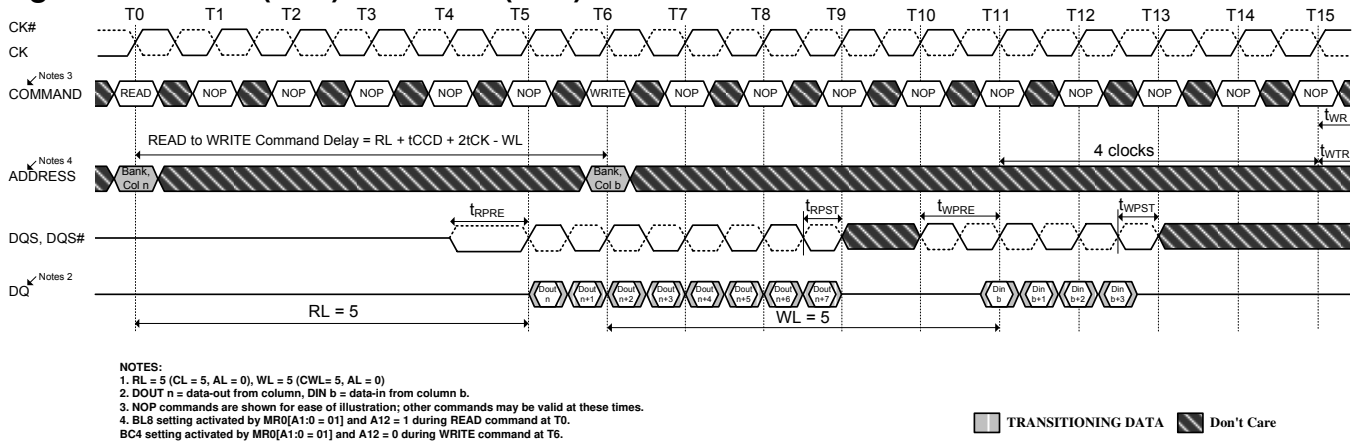 T0 T1 T2 T3 T4 T5 T6 T7 T8 T9 T10 T11 T12 T13 T14 T15
CK#
CK
Notes 3
COMMAND READ NOP NOP NOP NOP NOP WRITE NOP NOP NOP NOP NOP NOP NOP NOP NOP
tWR
READ to WRITE Command Delay = RL + tCCD + 2tCK - WL
4 clocks
tWTR
Notes 4
ADDRESS
Bank, Col n
Bank, Col b
tRPRE tRPST tWPRE tWPST
DQS, DQS#
Notes 2
DQ
Dout n
Dout n+1
Dout n+2
Dout n+3
Dout n+4
Dout n+5
Dout n+6
Dout n+7
Din b
Din b+1
Din b+2
Din b+3
RL = 5
WL = 5
NOTES:
1. RL = 5 (CL = 5, AL = 0), WL = 5 (CWL= 5, AL = 0)
2. DOUT n = data-out from column, DIN b = data-in from column b.
3. NOP commands are shown for ease of illustration; other commands may be valid at these times.
4. BL8 setting activated by MR0[A1:0 = 01] and A12 = 1 during READ command at T0.
BC4 setting activated by MR0[A1:0 = 01] and A12 = 0 during WRITE command at T6.
TRANSITIONING DATA
Don't Care